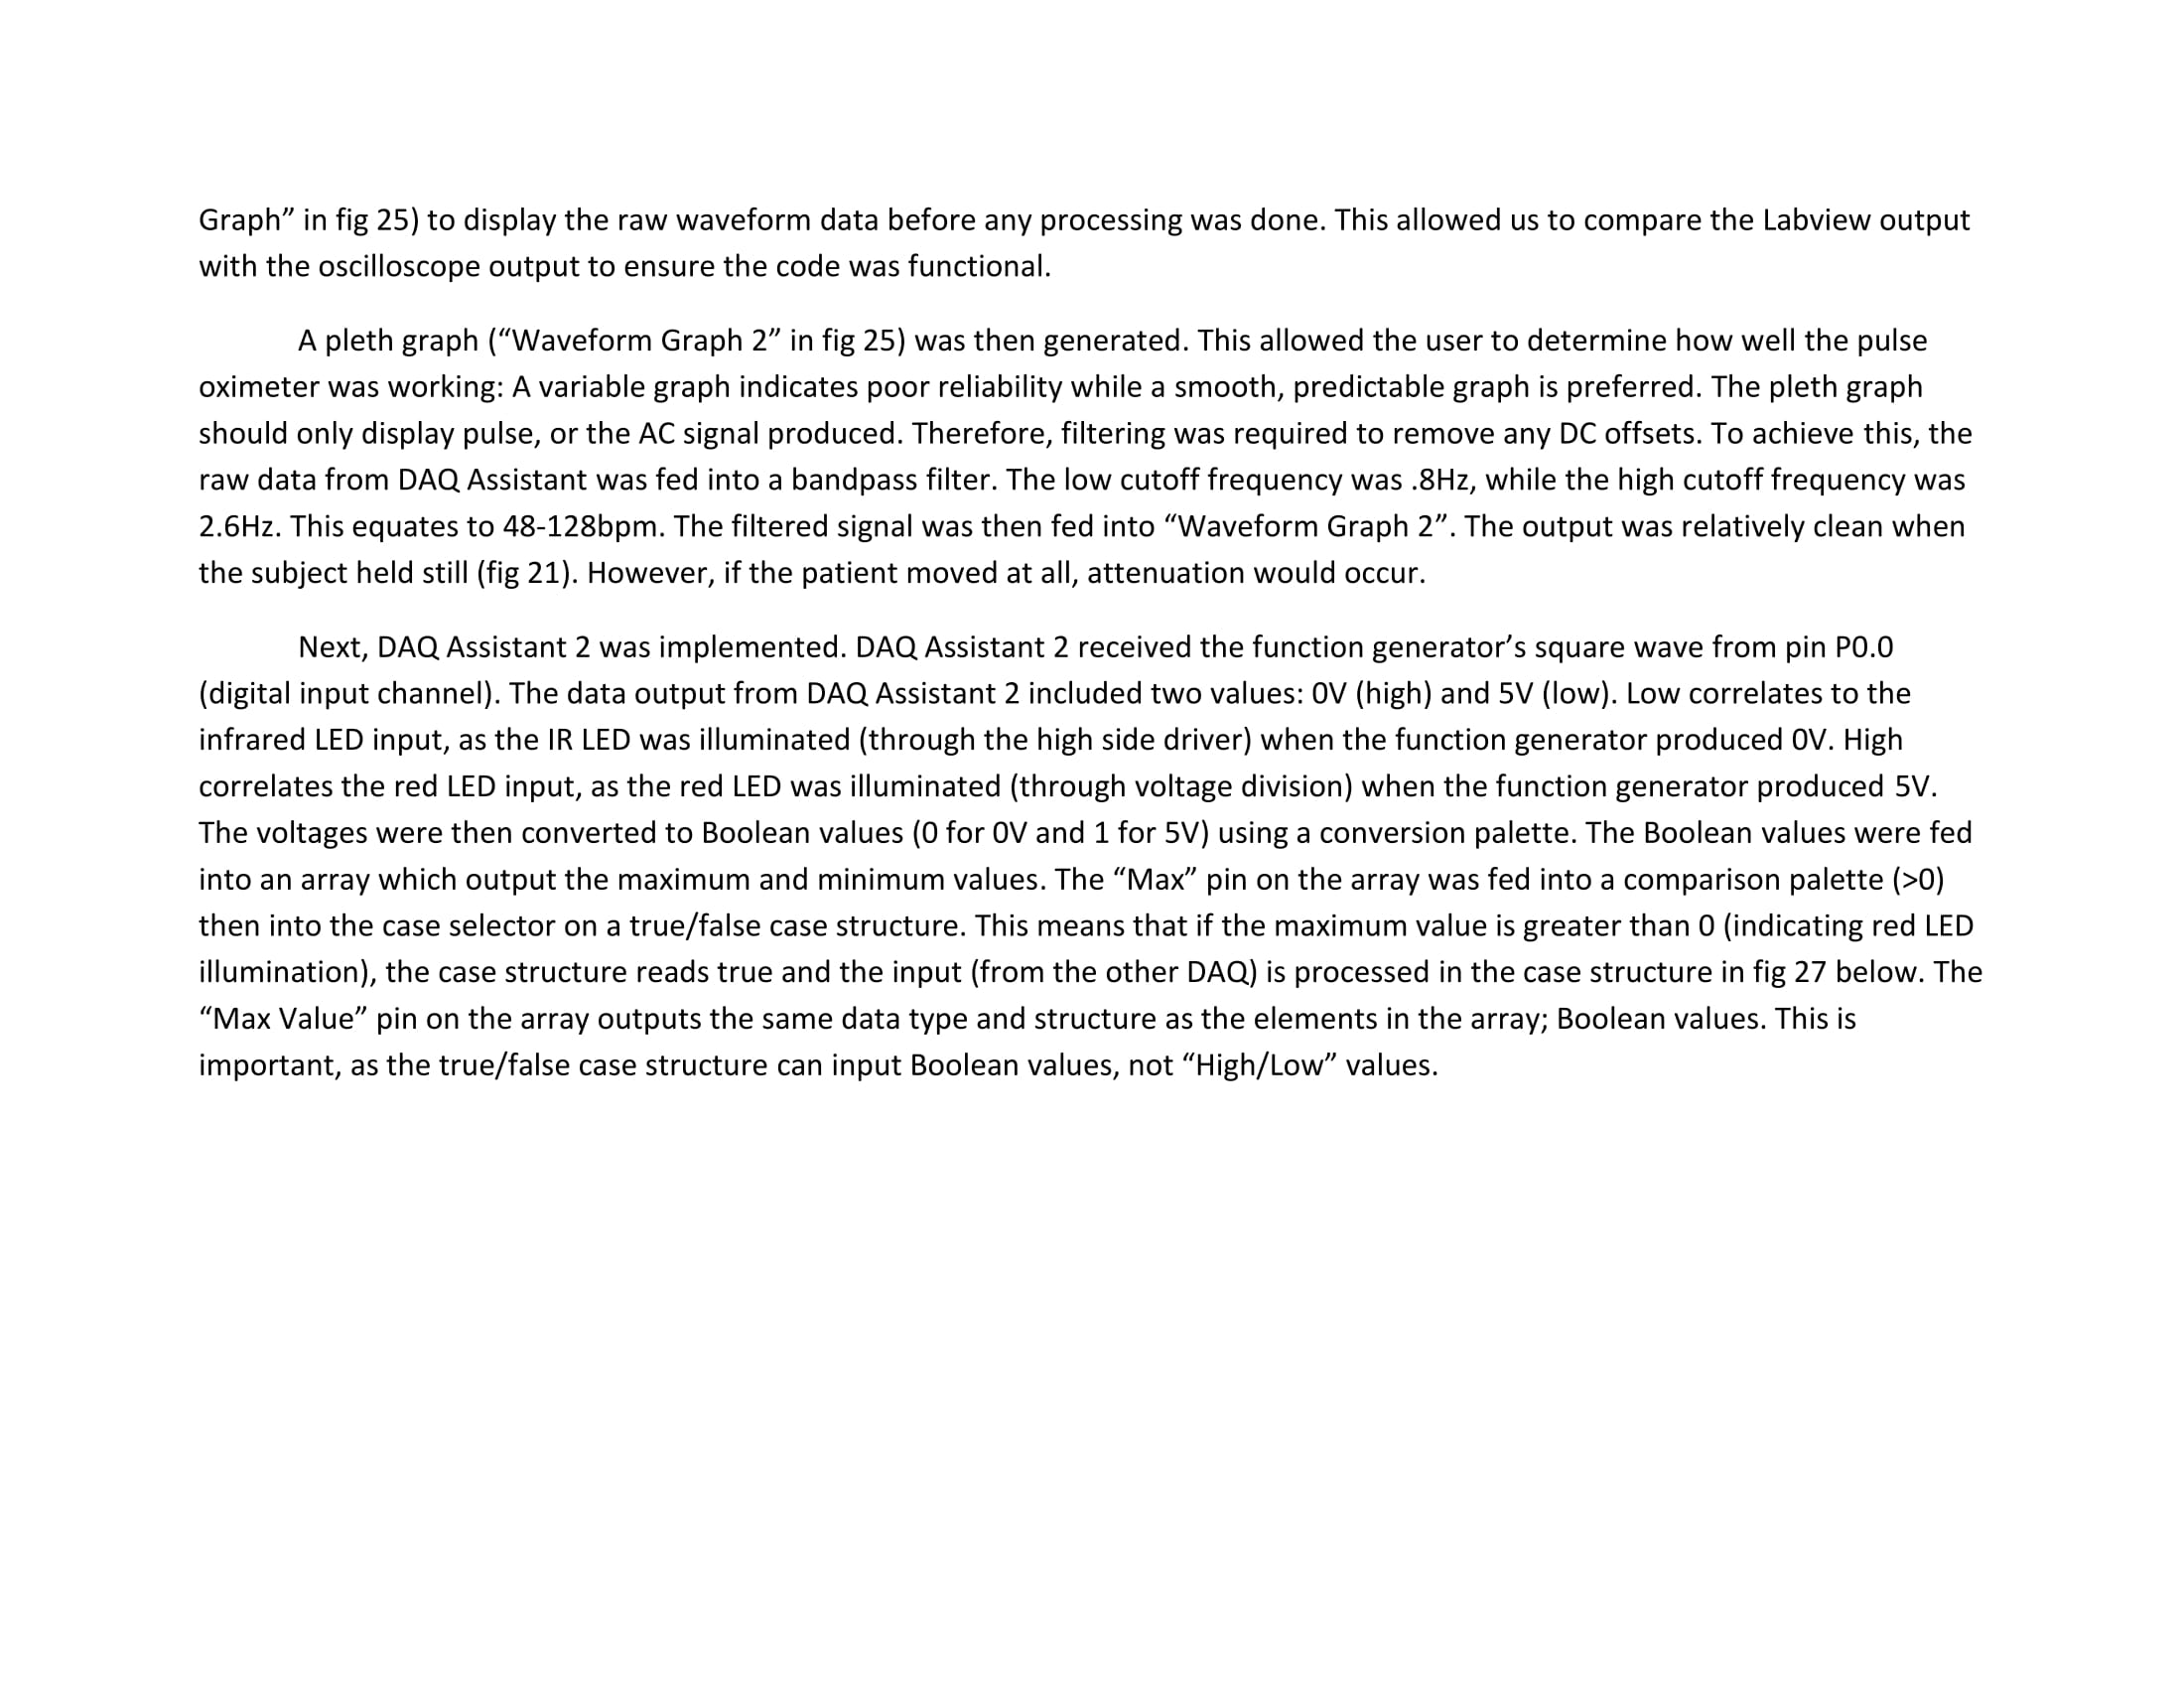 Graph” in fig 25) to display the raw waveform data before any processing was done. This allowed us to compare the Labview output
with the oscilloscope output to ensure the code was functional.
A pleth graph (“Waveform Graph 2” in fig 25) was then generated. This allowed the user to determine how well the pulse
oximeter was working: A variable graph indicates poor reliability while a smooth, predictable graph is preferred. The pleth graph
should only display pulse, or the AC signal produced. Therefore, filtering was required to remove any DC offsets. To achieve this, the
raw data from DAQ Assistant was fed into a bandpass filter. The low cutoff frequency was .8Hz, while the high cutoff frequency was
2.6Hz. This equates to 48-128bpm. The filtered signal was then fed into “Waveform Graph 2”. The output was relatively clean when
the subject held still (fig 21). However, if the patient moved at all, attenuation would occur.
Next, DAQ Assistant 2 was implemented. DAQ Assistant 2 received the function generator’s square wave from pin P0.0
(digital input channel). The data output from DAQ Assistant 2 included two values: 0V (high) and 5V (low). Low correlates to the
infrared LED input, as the IR LED was illuminated (through the high side driver) when the function generator produced 0V. High
correlates the red LED input, as the red LED was illuminated (through voltage division) when the function generator produced 5V.
The voltages were then converted to Boolean values (0 for 0V and 1 for 5V) using a conversion palette. The Boolean values were fed
into an array which output the maximum and minimum values. The “Max” pin on the array was fed into a comparison palette (>0)
then into the case selector on a true/false case structure. This means that if the maximum value is greater than 0 (indicating red LED
illumination), the case structure reads true and the input (from the other DAQ) is processed in the case structure in fig 27 below. The
“Max Value” pin on the array outputs the same data type and structure as the elements in the array; Boolean values. This is
important, as the true/false case structure can input Boolean values, not “High/Low” values.